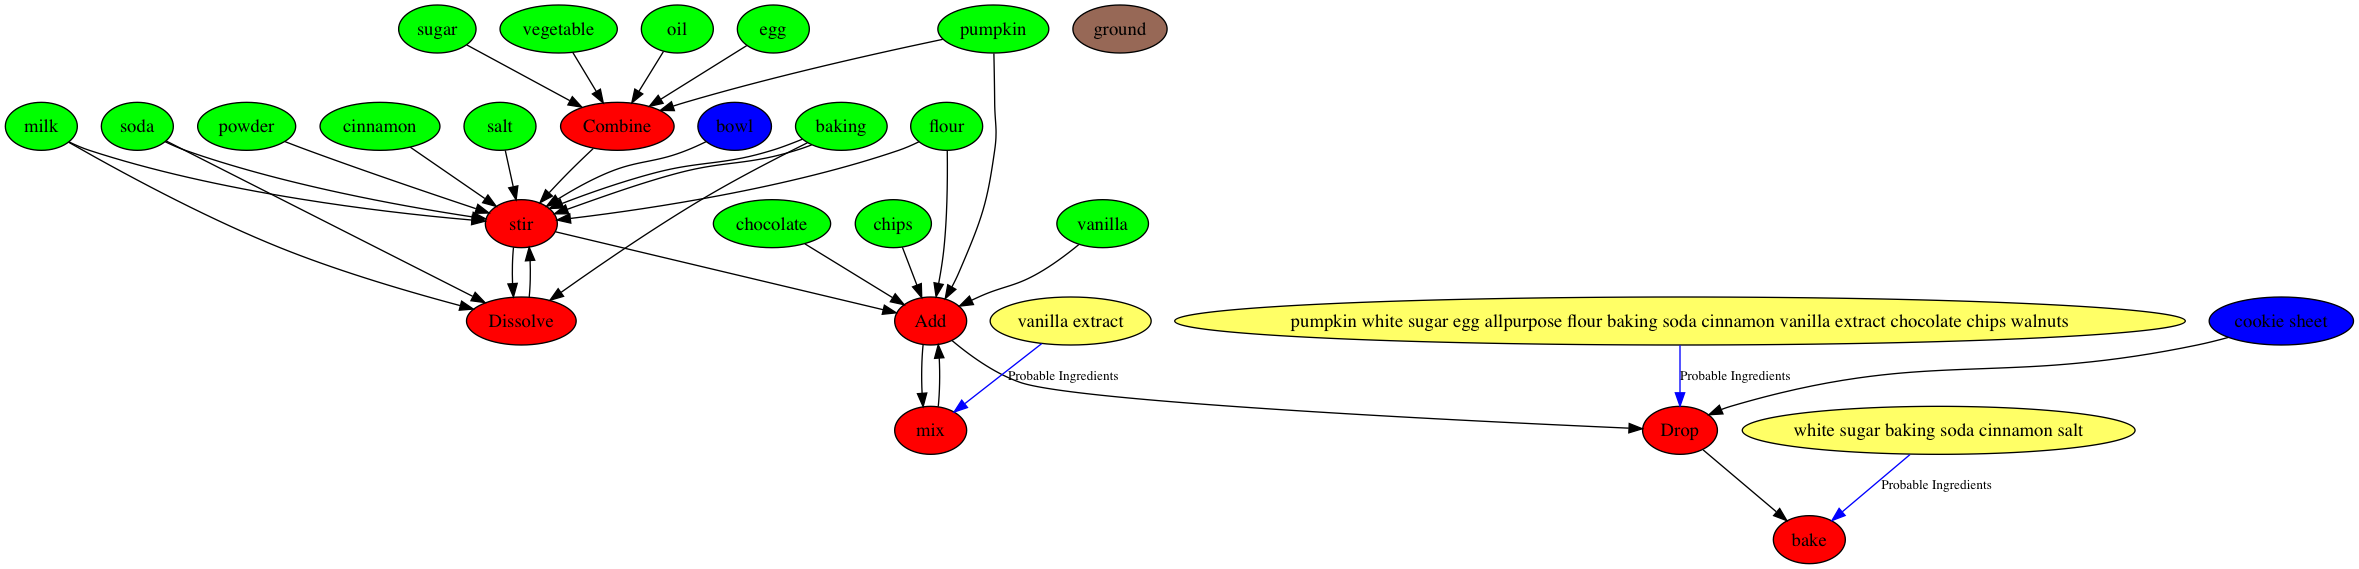 sugar
vegetable
oil
egg
pumpkin
ground
milk
soda
powder
cinnamon
salt
Combine
bowl
baking
flour
stir
chocolate
chips
vanilla
Dissolve
Add
vanilla extract
pumpkin white sugar egg allpurpose flour baking soda cinnamon vanilla extract chocolate chips walnuts
cookie sheet
Probable Ingredients
Probable Ingredients
mix
Drop
white sugar baking soda cinnamon salt
Probable Ingredients
bake